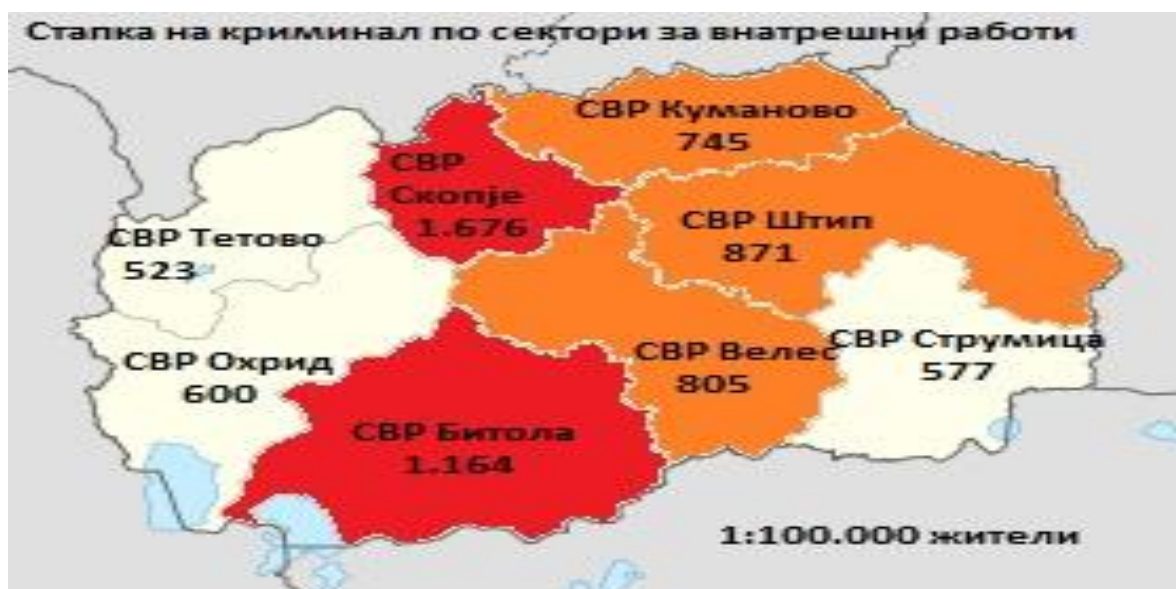 Стапка на криминал по сектори за внатрешни работи
СВР Куманово
745
СВР
Скопје
1.676
СВР Штип
871
СВР Тетово
523
СВР Охрид
600
СВР Велес
805
СВР Струмица
577
СВР Битола
1.164
1:100.000 жители